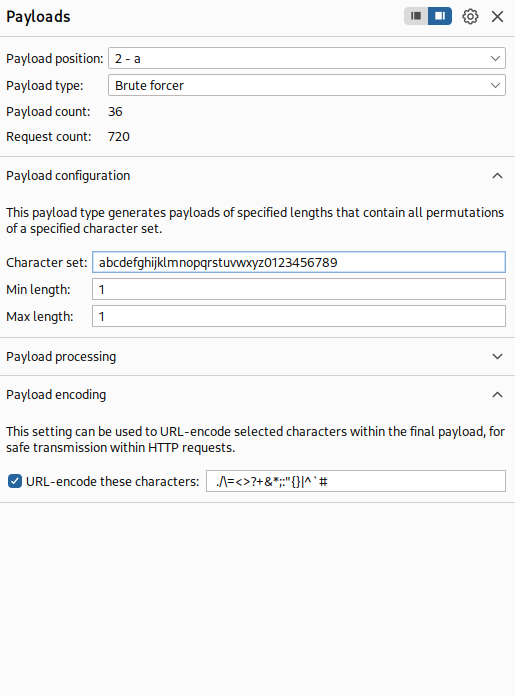 Payloads
Payload position: 2 - a
Payload type: Brute forcer
Payload count: 36
Request count: 720
Payload configuration
This payload type generates payloads of specified lengths that contain all permutations
of a specified character set.
Character set: abcdefghijklmnopqrstuvwxyz0123456789
Min length: 1
Max length: 1
Payload processing
Payload encoding
This setting can be used to URL-encode selected characters within the final payload, for
safe transmission within HTTP requests.
URL-encode these characters: ./\=<>?+&*;:"{}|^`#